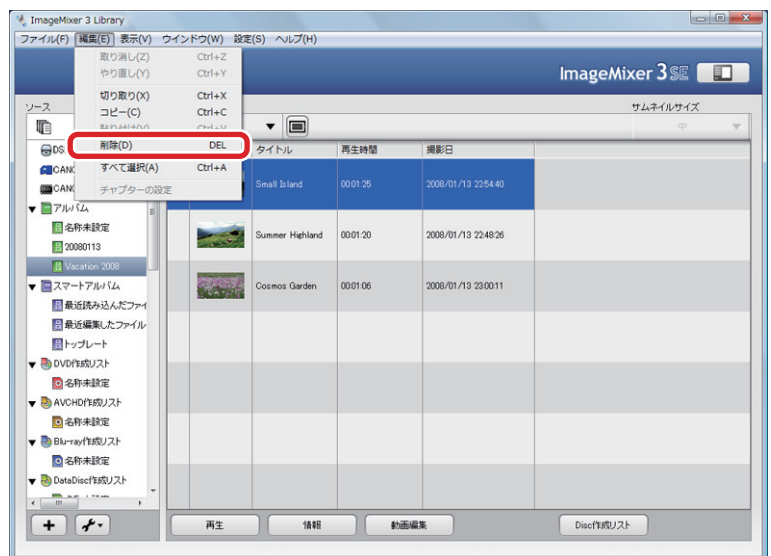 ImageMixer 3 Library
ファイル(F) 編集(E) 表示(V) ウインドウ(W) 設定(S) ヘルプ(H)
取り消し(Z) Ctrl+Z
やり直し(Y) Ctrl+Y
切り取り(X) Ctrl+X
コピー(C) Ctrl+C
削除(D) DEL
すべて選択(A) Ctrl+A
チャプターの設定
ImageMixer 3 SE
ソース
サムネイルサイズ
中
タイトル 再生時間 撮影日
Small Island 00:01:25 2008/01/13 22:54:40
Summer Highland 00:01:20 2008/01/13 22:48:26
Cosmos Garden 00:01:06 2008/01/13 23:00:11
アルバム
名称未設定
20080113
Vacation 2008
スマートアルバム
最近読み込んだファイ
最近編集したファイル
トップレート
DVD作成リスト
名称未設定
AVCHD作成リスト
名称未設定
Blu-ray作成リスト
名称未設定
DataDisc作成リスト
再生 情報 動画編集 Disc作成リスト